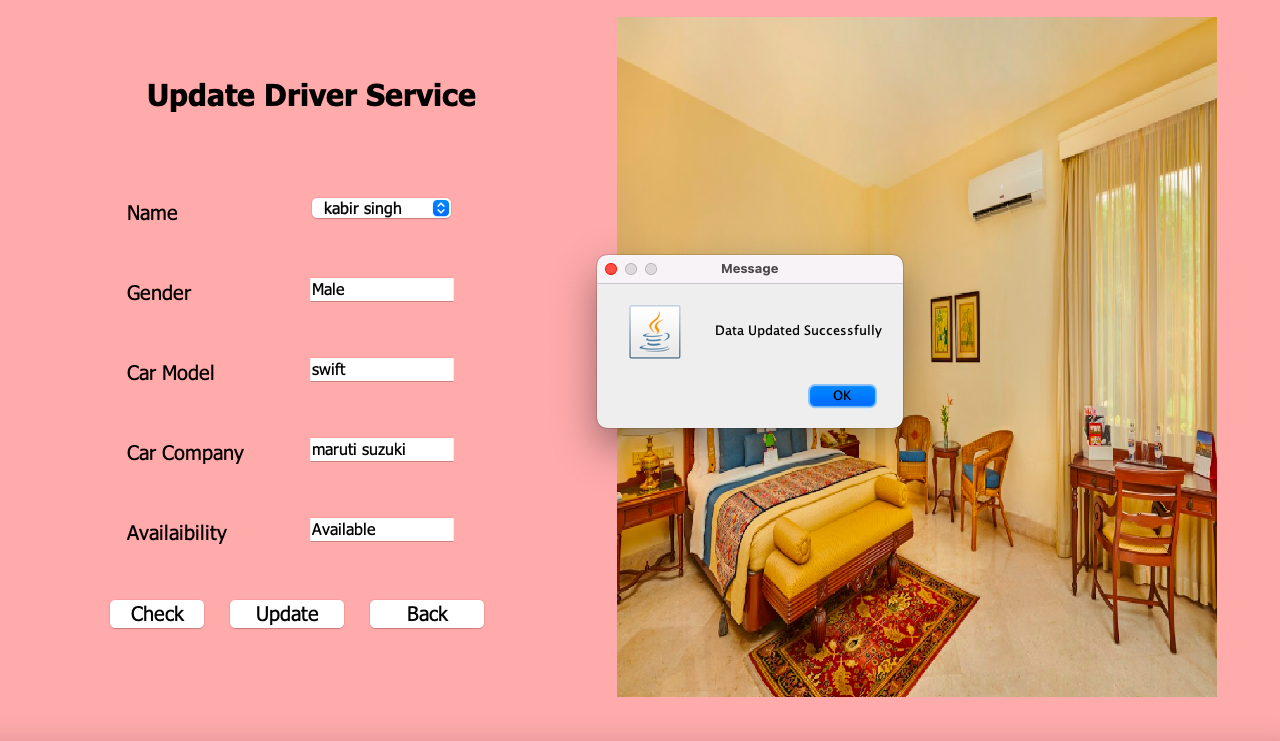 Update Driver Service
Name
kabir singh
Gender
Male
Car Model
swift
Car Company
maruti suzuki
Availaibility
Available
Check
Update
Back
Message
Data Updated Successfully
OK